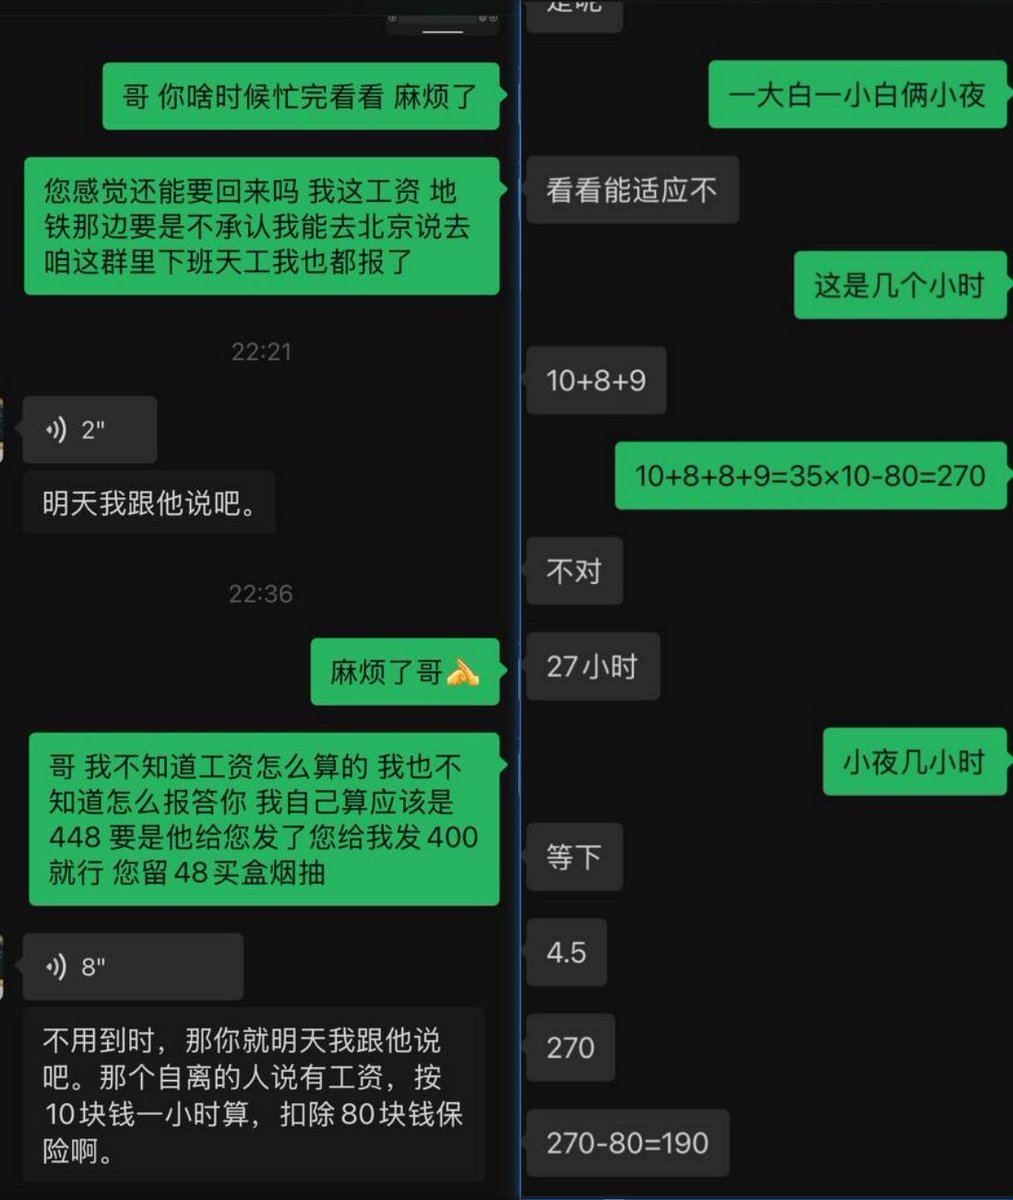 哥 你啥时候忙完看看 麻烦了
您感觉还能要回来吗 我这工资 地
铁那边要是不承认我能去北京说去
咱这群里下班天工我也都报了
22:21
2"
明天我跟他说吧。
22:36
麻烦了哥
哥 我不知道工资怎么算的 我也不
知道怎么报答你 我自己算应该是
448 要是他给您发了您给我发400
就行 您留48买盒烟抽
8"
不用到时，那你就明天我跟他说
吧。那个自离的人说有工资，按
10块钱一小时算，扣除80块钱保
险啊。
是呢
一大白一小白俩小夜
看看能适应不
这是几个小时
10+8+9
10+8+8+9=35×10-80=270
不对
27小时
小夜几小时
等下
4.5
270
270-80=190